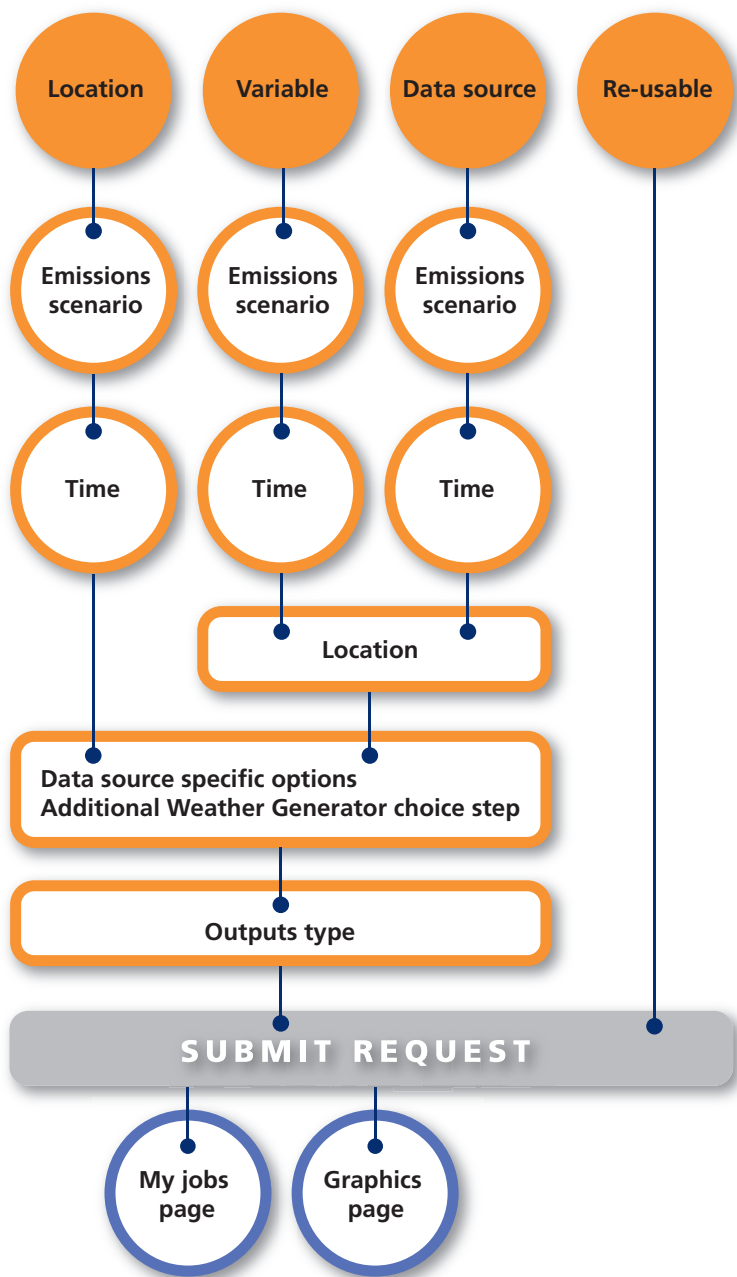 Location
Variable
Data source
Re-usable
Emissions
scenario
Emissions
scenario
Emissions
scenario
Time
Time
Time
Location
Data source specific options
Additional Weather Generator choice step
Outputs type
SUBMIT REQUEST
My jobs
page
Graphics
page